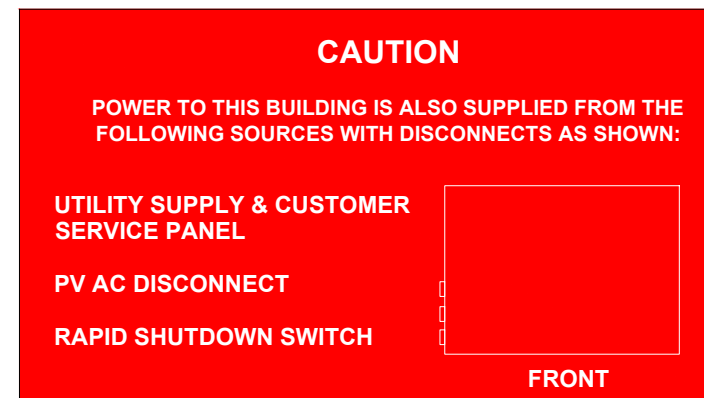 CAUTION
POWER TO THIS BUILDING IS ALSO SUPPLIED FROM THE
FOLLOWING SOURCES WITH DISCONNECTS AS SHOWN:
UTILITY SUPPLY & CUSTOMER
SERVICE PANEL
PV AC DISCONNECT
RAPID SHUTDOWN SWITCH
FRONT